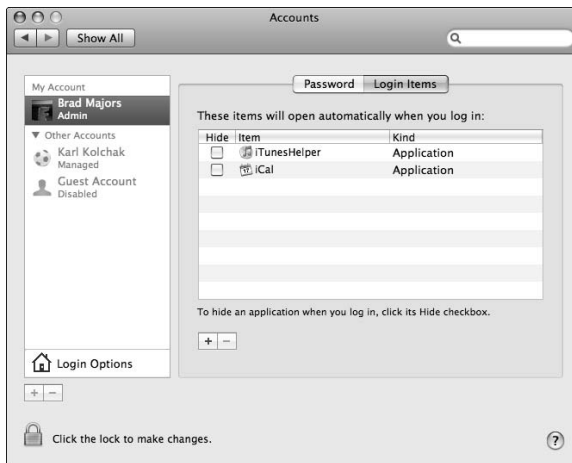 Accounts
Show All
My Account
Brad Majors
Admin
Other Accounts
Karl Kolchak
Managed
Guest Account
Disabled
Login Options
+ −
Password Login Items
These items will open automatically when you log in:
Hide Item Kind
iTunesHelper Application
iCal Application
To hide an application when you log in, click its Hide checkbox.
+ −
Click the lock to make changes.
?